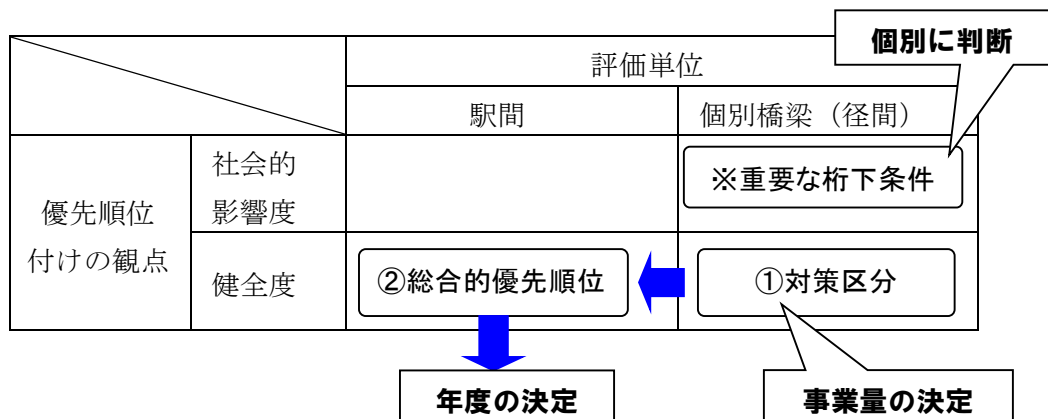 個別に判断
評価単位
駅間
個別橋梁（径間）
優先順位
付けの観点
社会的
影響度
※重要な桁下条件
健全度
②総合的優先順位
①対策区分
年度の決定
事業量の決定